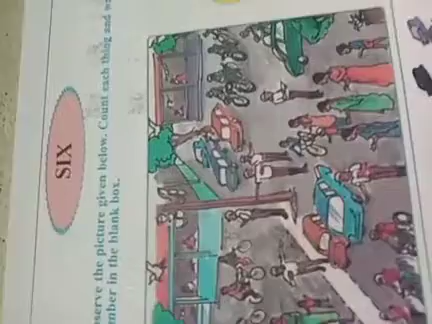 SIX
serve the picture given below. Count each thing and
mber in the blank box.